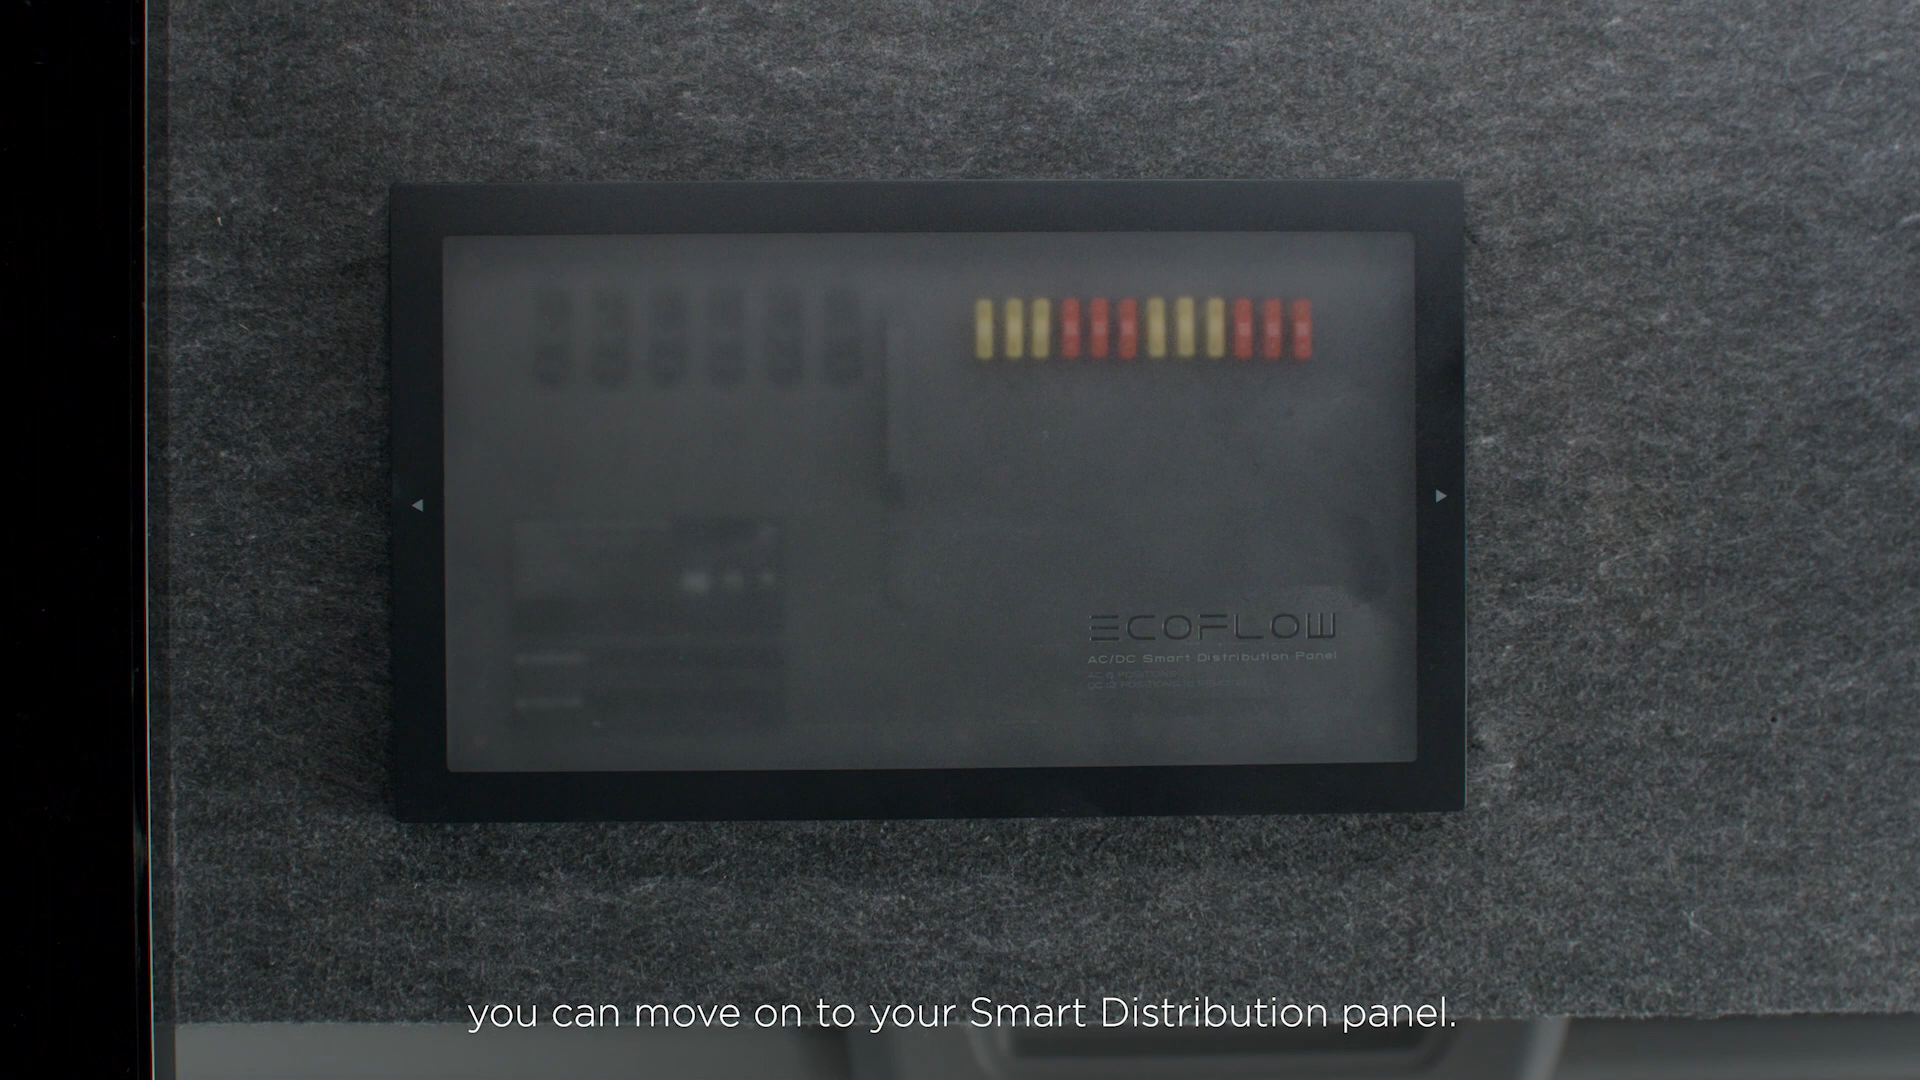 ECOFLOW
AC/DC Smart Distribution Panel
you can move on to your Smart Distribution panel.